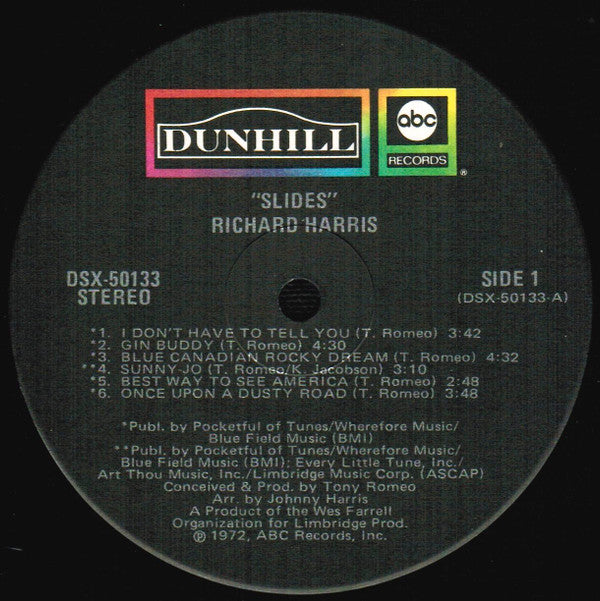 DUNHILL
abc
RECORDS
®
"SLIDES"
RICHARD HARRIS
DSX-50133
STEREO
SIDE 1
(DSX-50133-A)
*1. I DON'T HAVE TO TELL YOU (T. Romeo) 3:42
*2. GIN BUDDY (T. Romeo) 4:30
*3. BLUE CANADIAN ROCKY DREAM (T. Romeo) 4:32
**4. SUNNY-JO (T. Romeo/K. Jacobson) 3:10
*5. BEST WAY TO SEE AMERICA (T. Romeo) 2:48
*6. ONCE UPON A DUSTY ROAD (T. Romeo) 3:48
*Publ. by Pocketful of Tunes/Wherefore Music/
Blue Field Music (BMI)
**Publ. by Pocketful of Tunes/Wherefore Music/
Blue Field Music (BMI); Every Little Tune, Inc./
Art Thou Music, Inc./Limbridge Music Corp. (ASCAP)
Conceived & Prod. by Tony Romeo
Arr. by Johnny Harris
A Product of the Wes Farrell
Organization for Limbridge Prod.
℗ 1972, ABC Records, Inc.